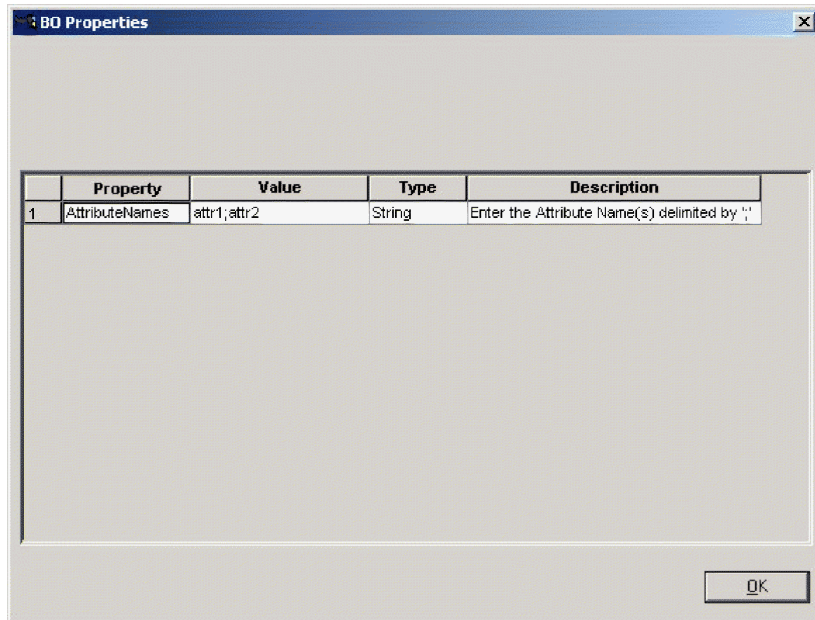 BO Properties
Property Value Type Description
1 AttributeNames attr1;attr2 String Enter the Attribute Name(s) delimited by ';'
OK